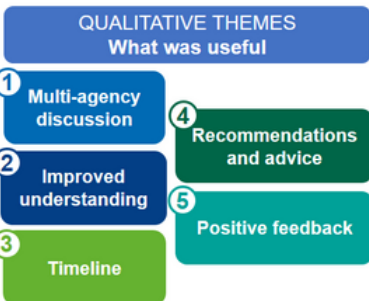 QUALITATIVE THEMES
What was useful
1
Multi-agency
discussion
2
Improved
understanding
3
Timeline
4
Recommendations
and advice
5
Positive feedback